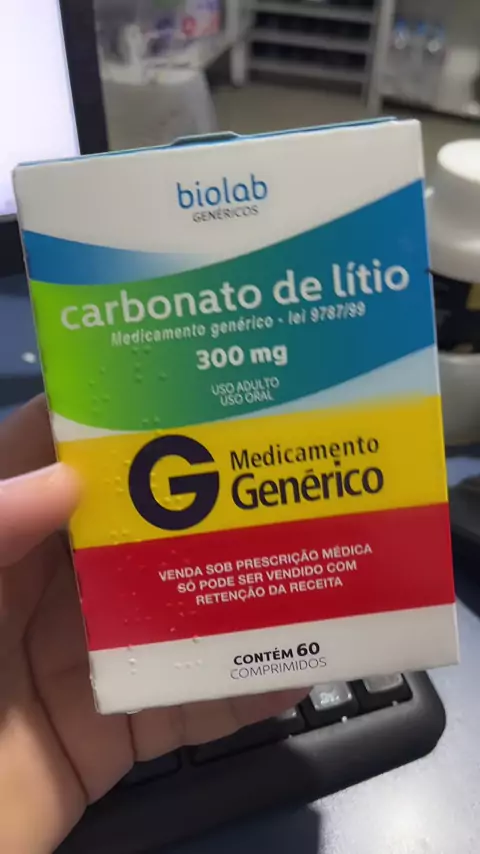 biolab
GENÉRICOS
carbonato de lítio
Medicamento genérico - lei 9787/99
300 mg
USO ADULTO
USO ORAL
G Medicamento
Genérico
VENDA SOB PRESCRIÇÃO MÉDICA
SÓ PODE SER VENDIDO COM
RETENÇÃO DA RECEITA
CONTÉM 60
COMPRIMIDOS